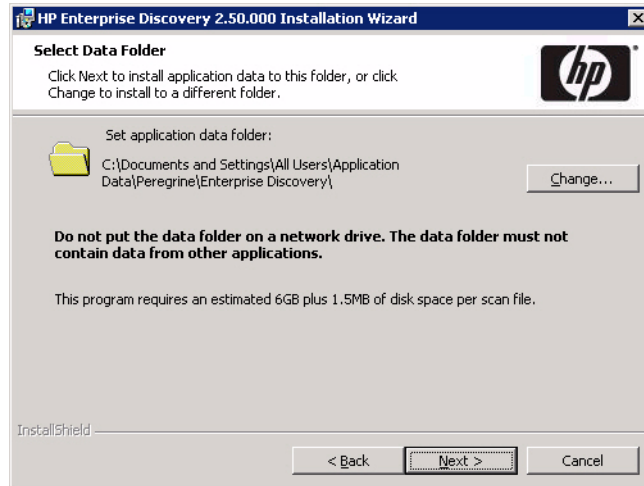 HP Enterprise Discovery 2.50.000 Installation Wizard
Select Data Folder
Click Next to install application data to this folder, or click
Change to install to a different folder.
hp
Set application data folder:
C:\Documents and Settings\All Users\Application
Data\Peregrine\Enterprise Discovery\
Change...
Do not put the data folder on a network drive. The data folder must not
contain data from other applications.
This program requires an estimated 6GB plus 1.5MB of disk space per scan file.
InstallShield
< Back
Next >
Cancel